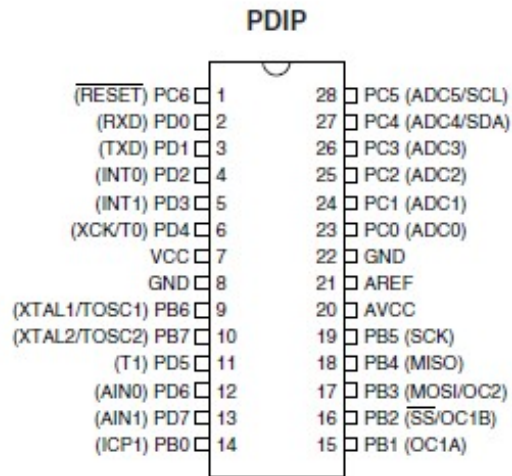 PDIP
(RESET) PC6 1 28 PC5 (ADC5/SCL)
(RXD) PD0 2 27 PC4 (ADC4/SDA)
(TXD) PD1 3 26 PC3 (ADC3)
(INT0) PD2 4 25 PC2 (ADC2)
(INT1) PD3 5 24 PC1 (ADC1)
(XCK/T0) PD4 6 23 PC0 (ADC0)
VCC 7 22 GND
GND 8 21 AREF
(XTAL1/TOSC1) PB6 9 20 AVCC
(XTAL2/TOSC2) PB7 10 19 PB5 (SCK)
(T1) PD5 11 18 PB4 (MISO)
(AIN0) PD6 12 17 PB3 (MOSI/OC2)
(AIN1) PD7 13 16 PB2 (SS/OC1B)
(ICP1) PB0 14 15 PB1 (OC1A)